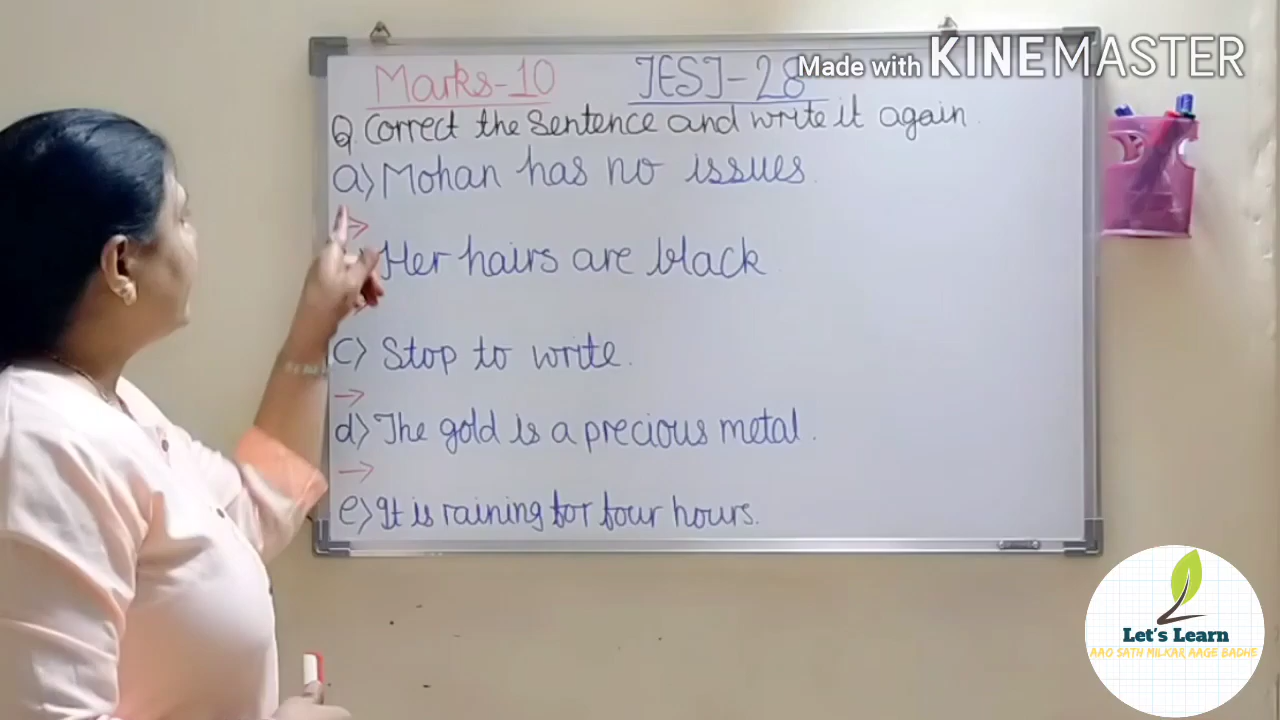 Marks-10 TEST-28
Made with KINEMASTER
Q. Correct the sentence and write it again
a) Mohan has no issues.
→
Her hairs are black.
c) Stop to write.
→
d) The gold is a precious metal.
→
e) It is raining for four hours.
Let's Learn
AAO SATH MILKAR AAGE BADHE